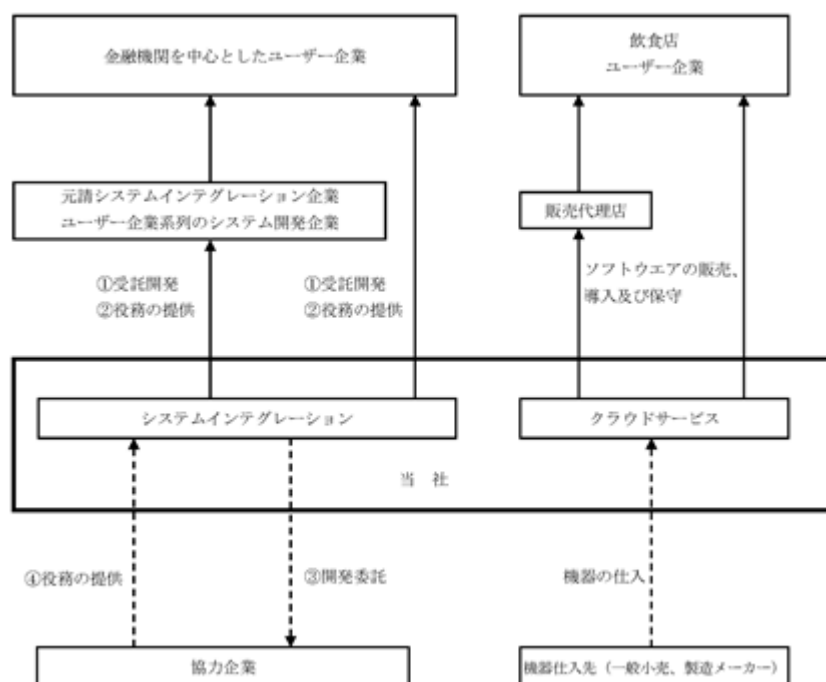 金融機関を中心としたユーザー企業
飲食店
ユーザー企業
元請システムインテグレーション企業
ユーザー企業系列のシステム開発企業
販売代理店
①受託開発
②役務の提供
①受託開発
②役務の提供
ソフトウエアの販売、
導入及び保守
システムインテグレーション
クラウドサービス
当 社
④役務の提供
③開発委託
機器の仕入
協力企業
機器仕入先（一般小売、製造メーカー）